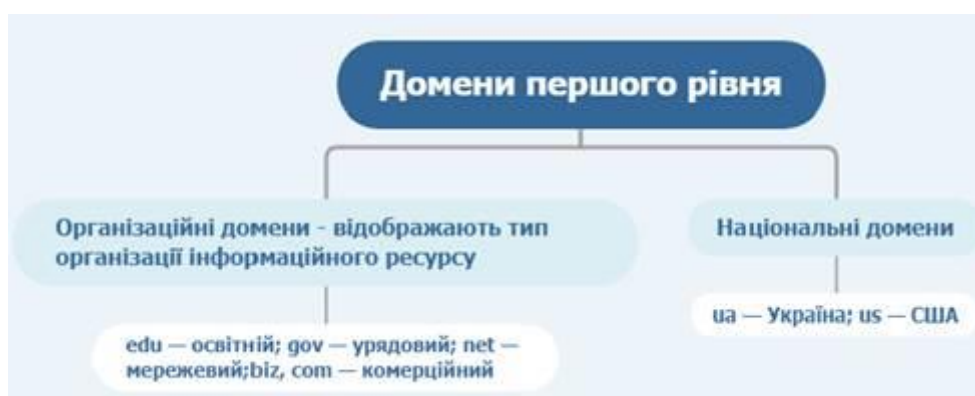 Домени першого рівня
Організаційні домени - відображають тип
організації інформаційного ресурсу
Національні домени
edu — освітній; gov — урядовий; net —
мережевий;biz, com — комерційний
ua — Україна; us — США